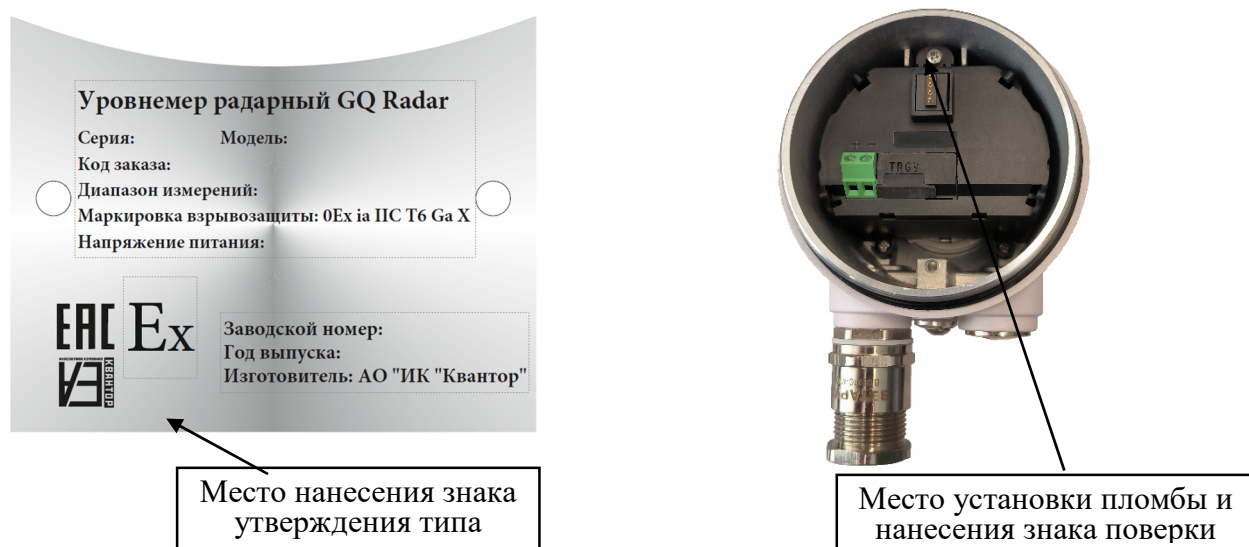 Уровнемер радарный GQ Radar
Серия: Модель:
Код заказа:
Диапазон измерений:
Маркировка взрывозащиты: 0Ex ia IIC T6 Ga X
Напряжение питания:
EAC Ex
КВАНТОР
Заводской номер:
Год выпуска:
Изготовитель: АО "ИК "Квантор"
Место нанесения знака
утверждения типа
+ −
TRGV
Место установки пломбы и
нанесения знака поверки